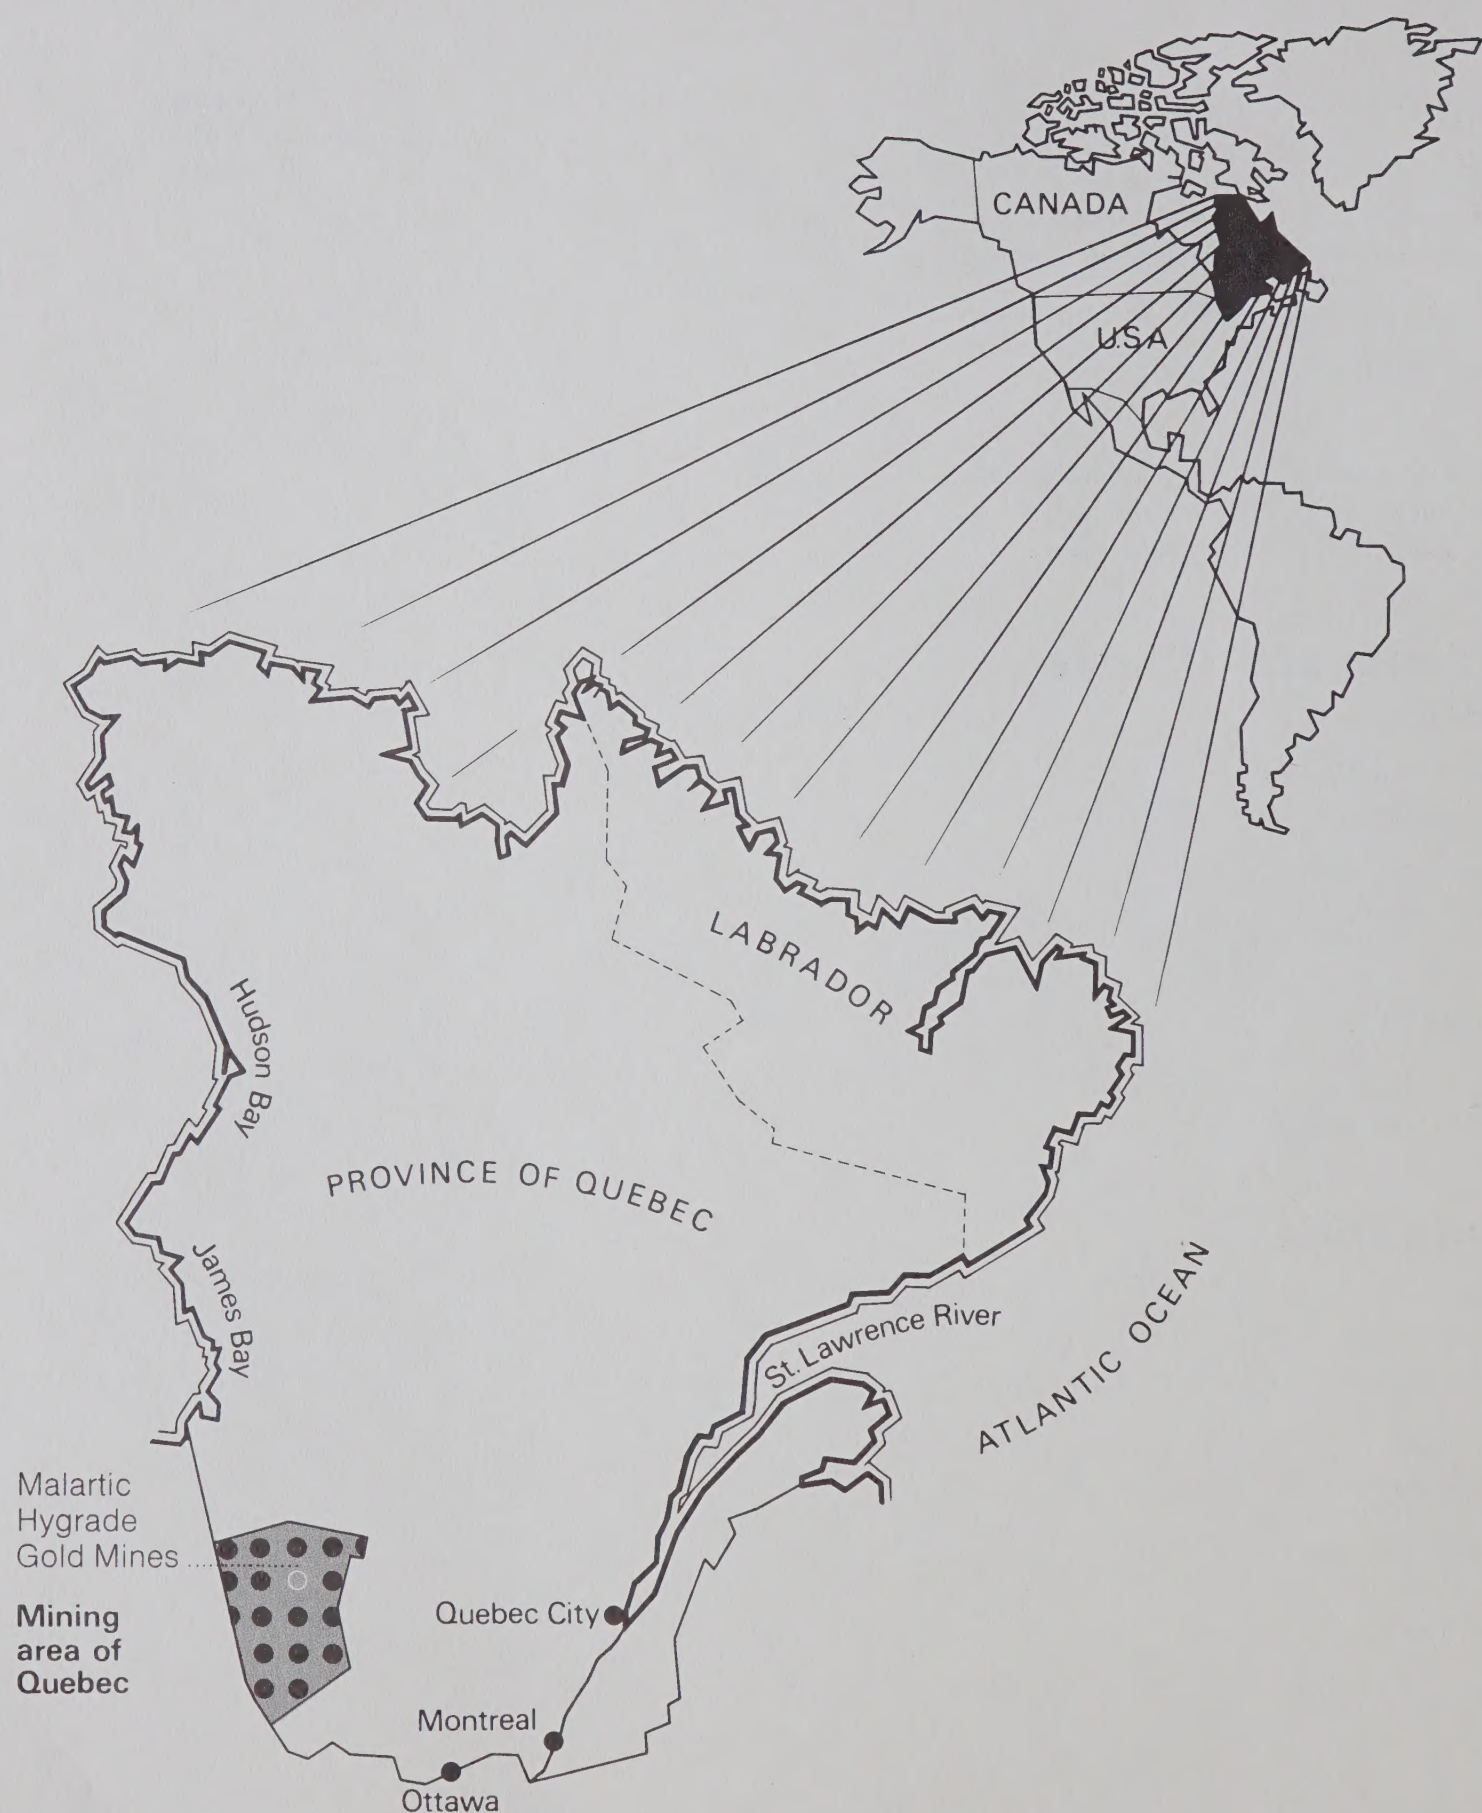 CANADA
U.S.A
LABRADOR
Hudson Bay
PROVINCE OF QUEBEC
James Bay
St. Lawrence River
ATLANTIC OCEAN
Malartic
Hygrade
Gold Mines
Mining
area of
Quebec
Quebec City
Montreal
Ottawa